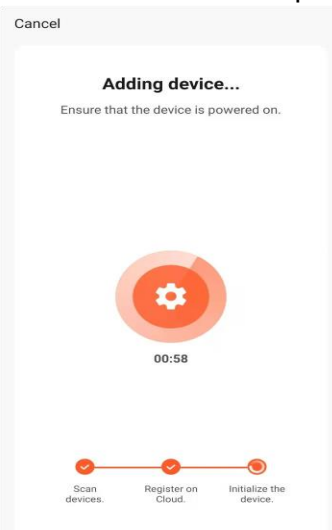 Cancel
Adding device...
Ensure that the device is powered on.
00:58
Scan
devices.
Register on
Cloud.
Initialize the
device.